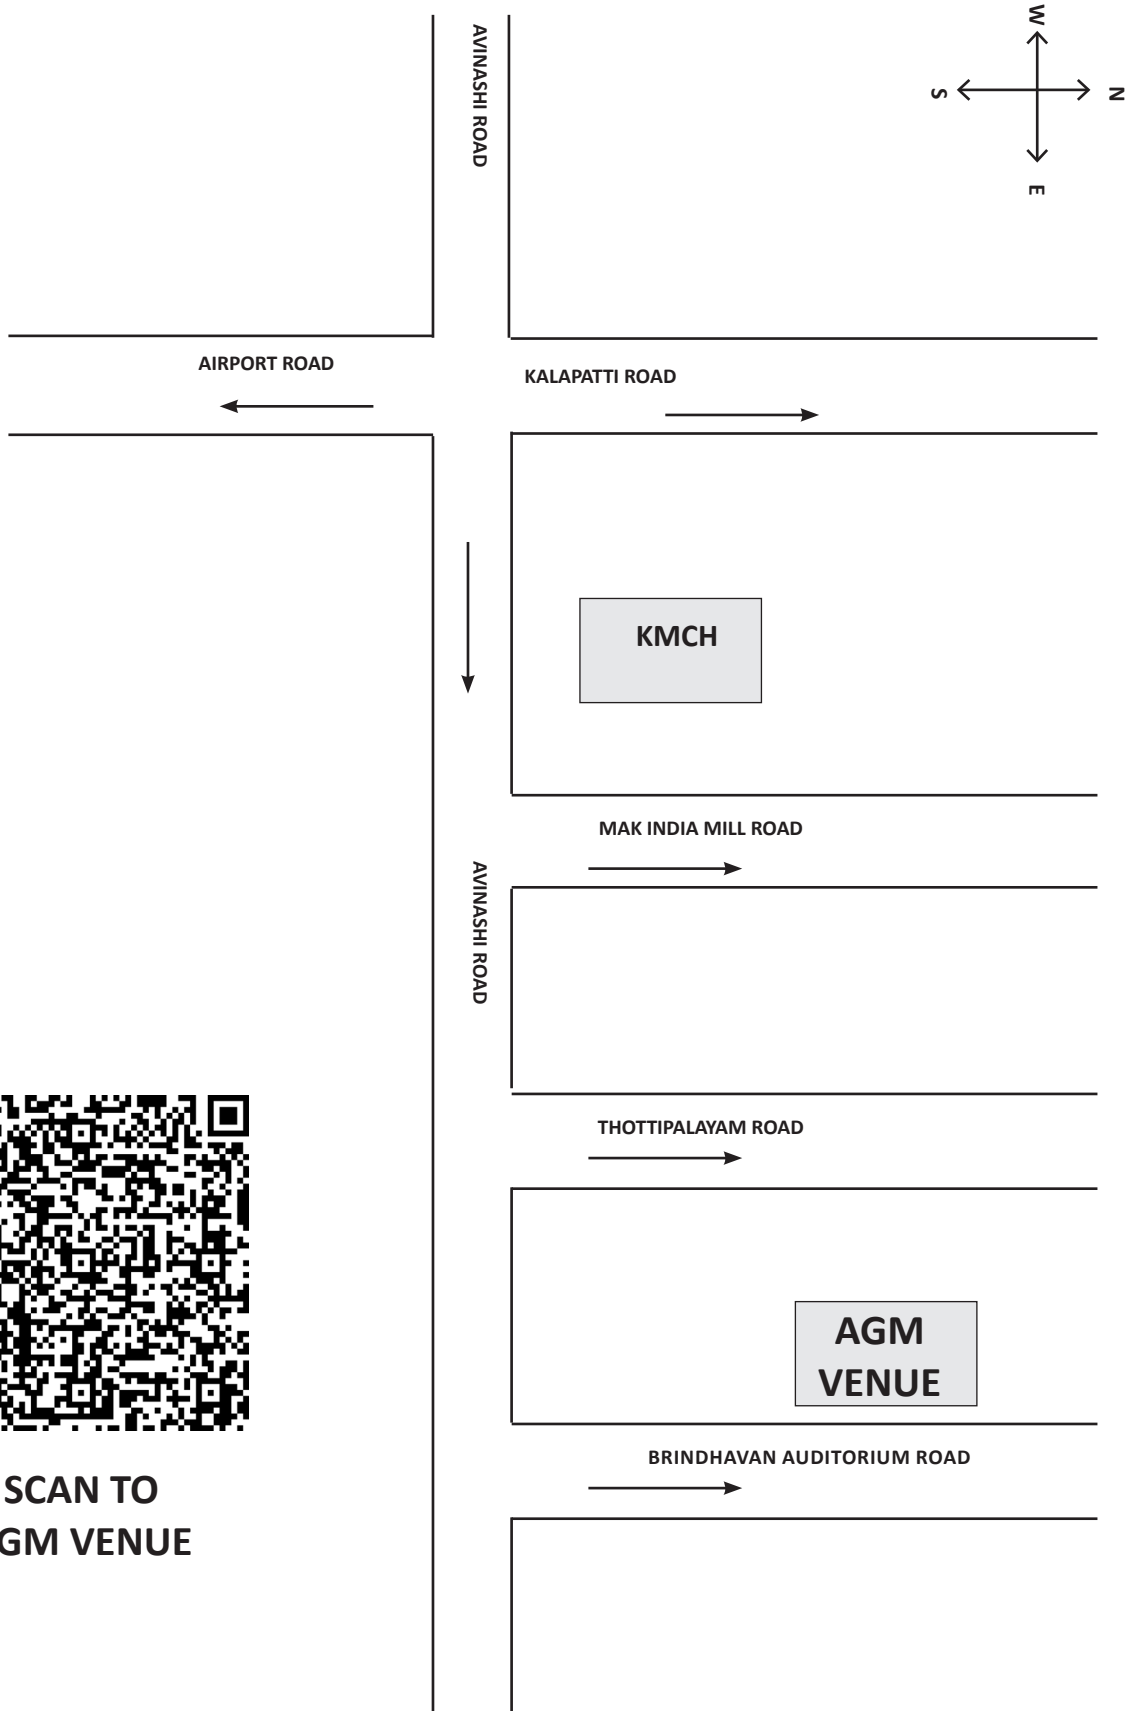 W
AVINASHI ROAD
S
N
E
AIRPORT ROAD
KALAPATTI ROAD
KMCH
MAK INDIA MILL ROAD
AVINASHI ROAD
THOTTIPALAYAM ROAD
AGM
VENUE
BRINDHAVAN AUDITORIUM ROAD
SCAN TO
GM VENUE